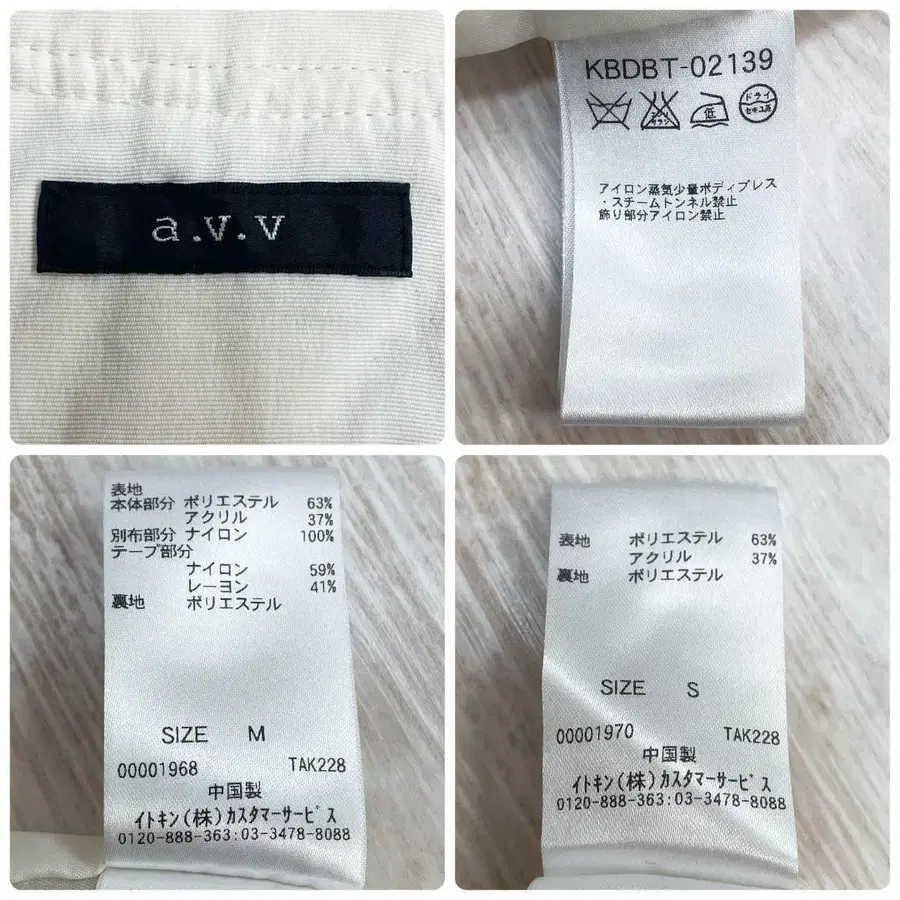 a.v.v
KBDBT-02139
エンソ
サラシ
低
ドライ
セキユ系
アイロン蒸気少量ボディプレス
・スチームトンネル禁止
飾り部分アイロン禁止
表地
本体部分 ポリエステル 63%
アクリル 37%
別布部分 ナイロン 100%
テープ部分
ナイロン 59%
レーヨン 41%
裏地 ポリエステル
SIZE M
00001968 TAK228
中国製
イトキン(株)カスタマーサービス
0120-888-363:03-3478-8088
表地 ポリエステル 63%
アクリル 37%
裏地 ポリエステル
SIZE S
00001970 TAK228
中国製
イトキン(株)カスタマーサービス
0120-888-363:03-3478-8088